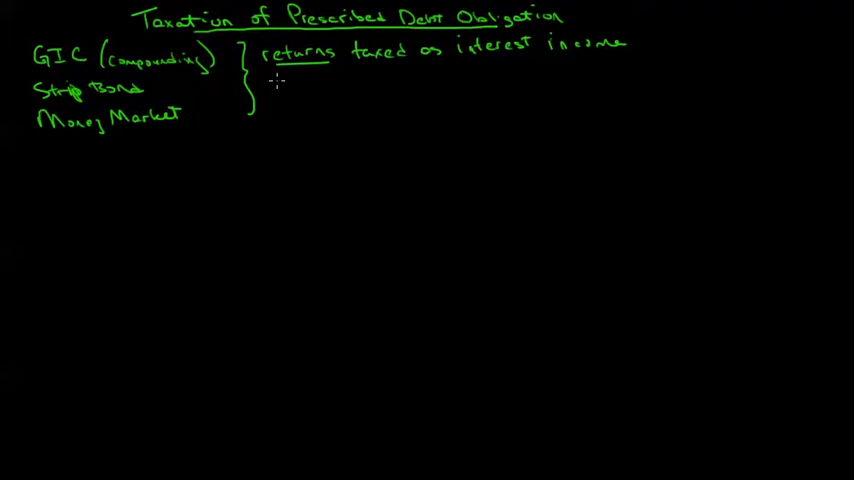 Taxation of Prescribed Debt Obligation
GIC (compounding) } returns taxed as interest income
Strip Bond
Money Market